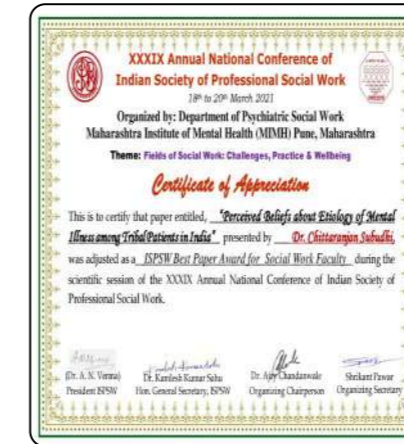 XXXIX Annual National Conference of
Indian Society of Professional Social Work
18th to 20th March 2021
Organized by: Department of Psychiatric Social Work
Maharashtra Institute of Mental Health (MIMH) Pune, Maharashtra
Theme: Fields of Social Work: Challenges, Practice & Wellbeing
Certificate of Appreciation
This is to certify that paper entitled, "Perceived Beliefs about Etiology of Mental
Illness among Tribal Patients in India" presented by Dr. Chittaranjan Subudhi,
was adjusted as a ISPSW Best Paper Award for Social Work Faculty during the
scientific session of the XXXIX Annual National Conference of Indian Society of
Professional Social Work.
(Dr. A. N. Verma) Dr. Kamlesh Kumar Sahu Dr. Ajay Chandanwale Shrikant Pawar
President ISPSW Hon. General Secretary, ISPSW Organizing Chairperson Organizing Secretary